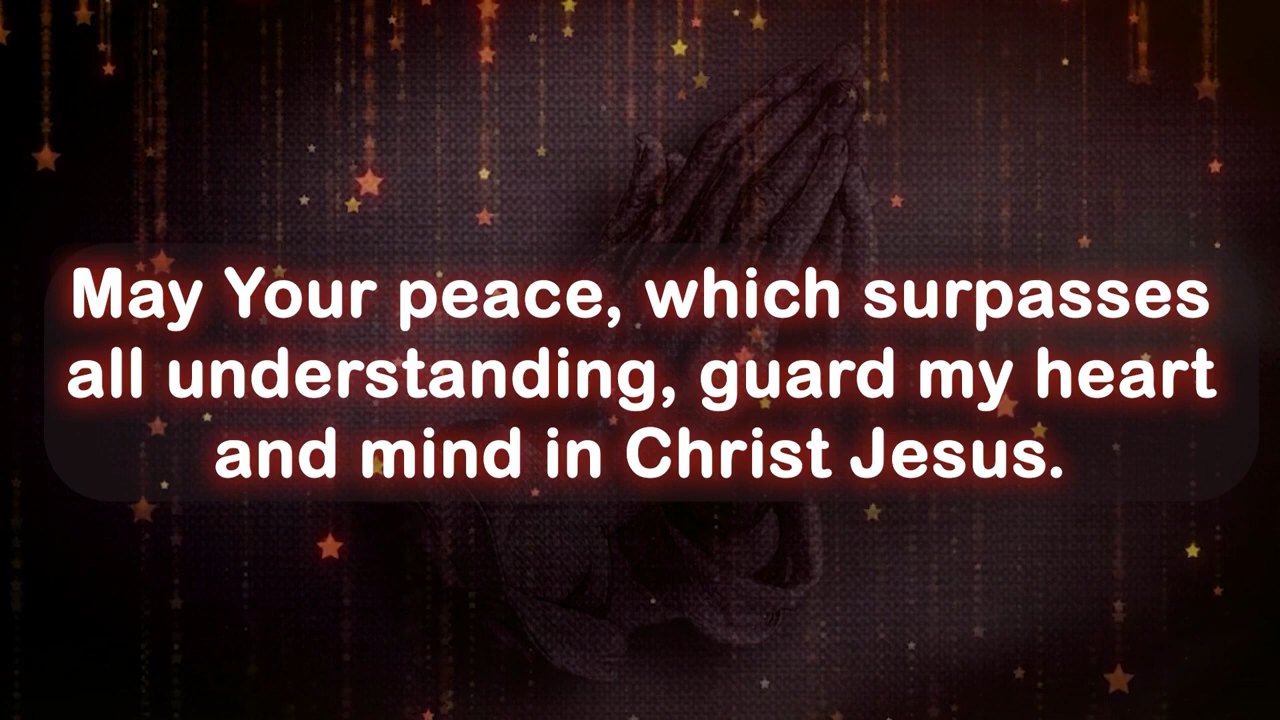 May Your peace, which surpasses
all understanding, guard my heart
and mind in Christ Jesus.